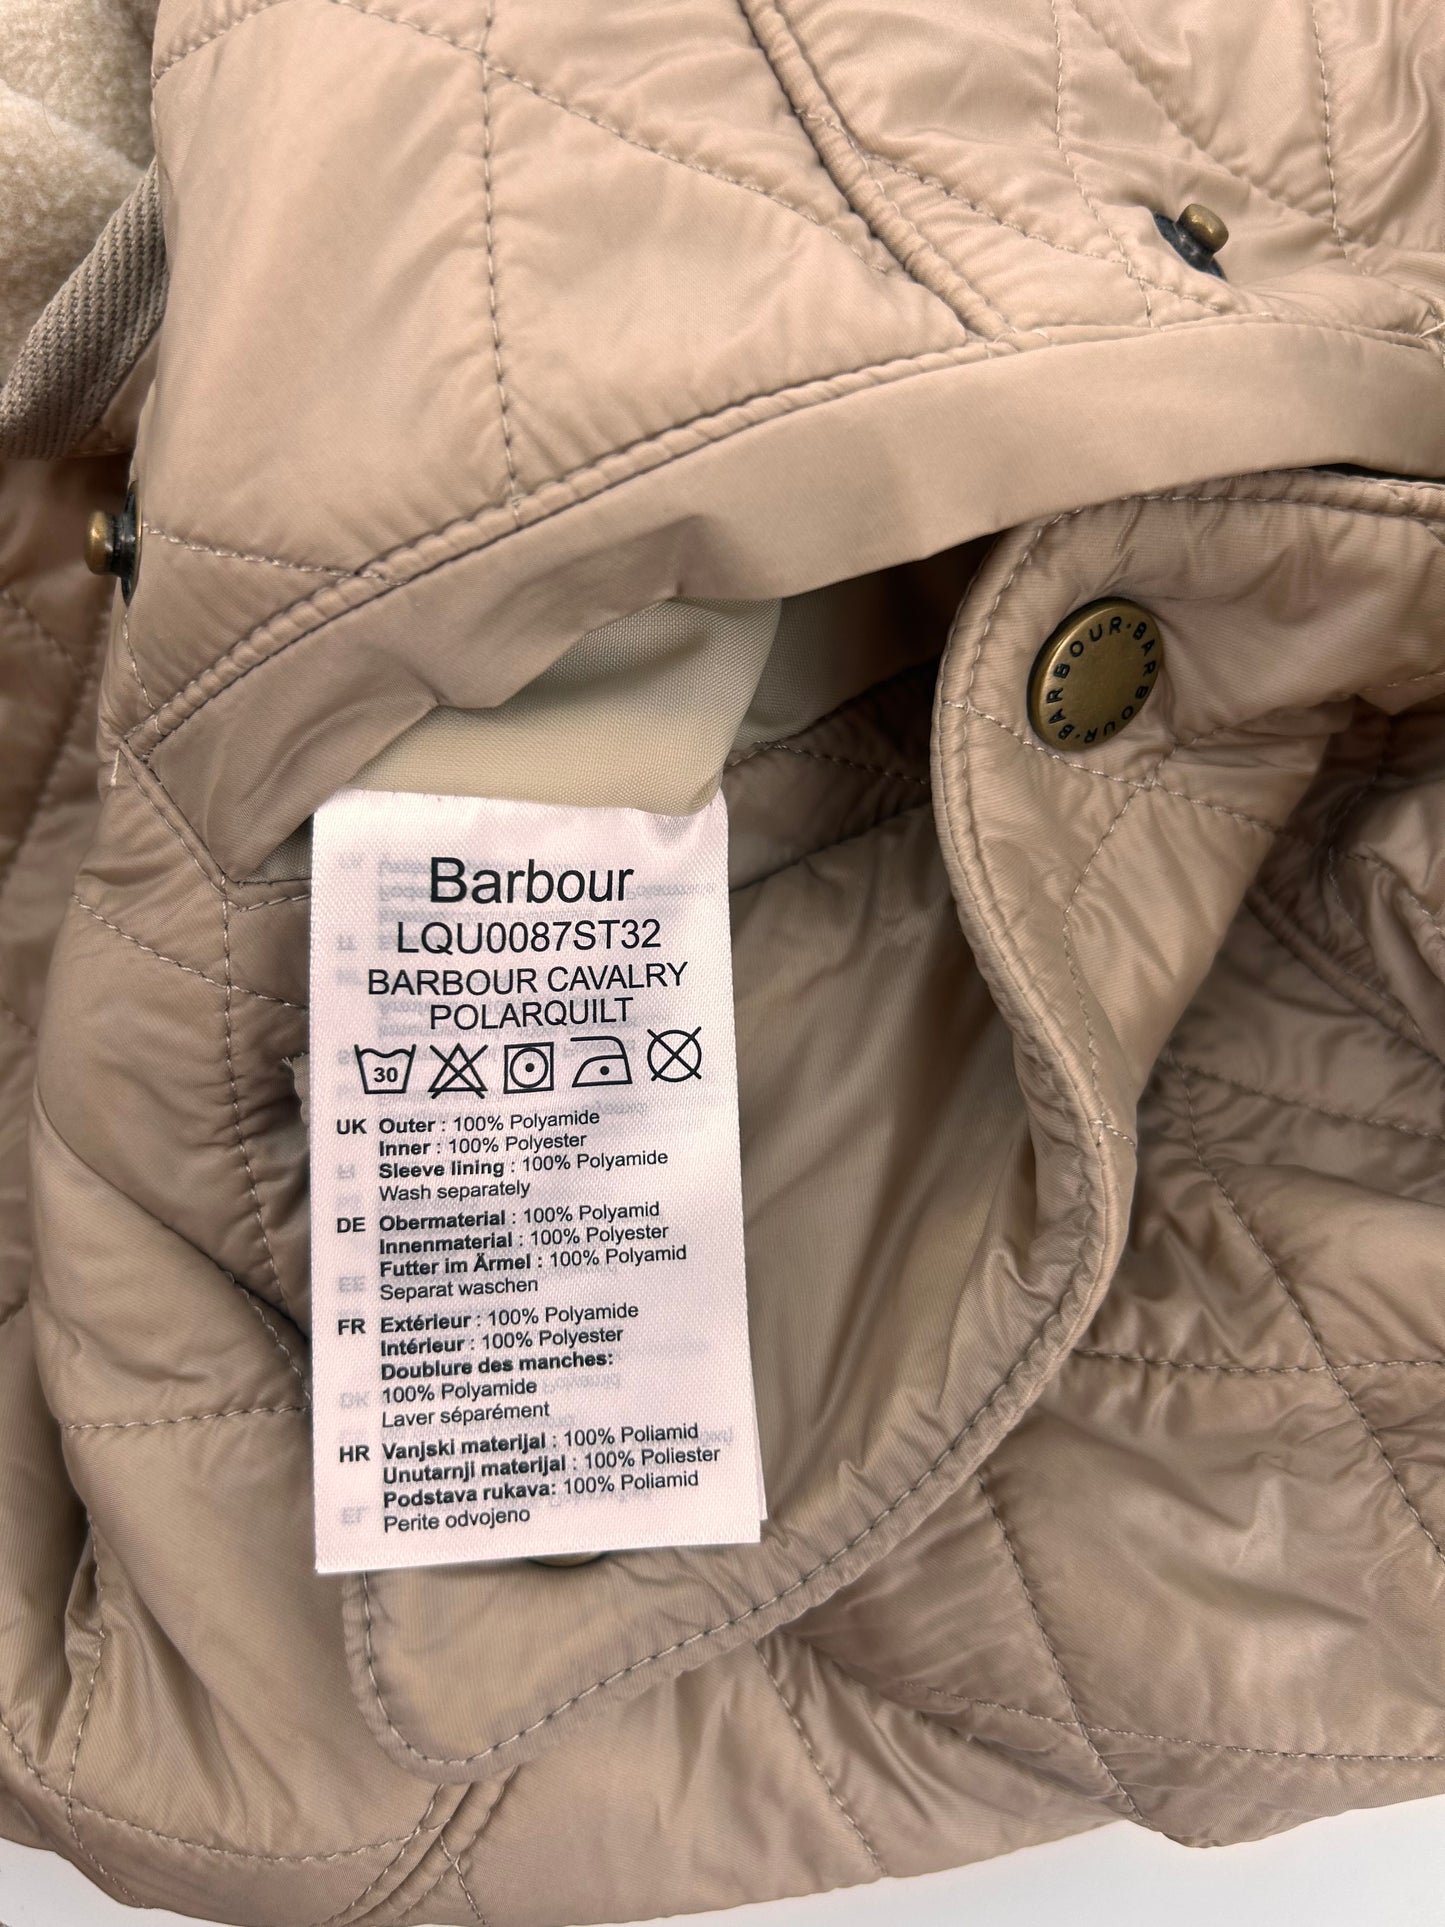 BARBOUR · BARBOUR ·
Barbour
LQU0087ST32
BARBOUR CAVALRY
POLARQUILT
30
UK Outer : 100% Polyamide
Inner : 100% Polyester
Sleeve lining : 100% Polyamide
Wash separately
DE Obermaterial : 100% Polyamid
Innenmaterial : 100% Polyester
Futter im Ärmel : 100% Polyamid
Separat waschen
FR Extérieur : 100% Polyamide
Intérieur : 100% Polyester
Doublure des manches:
100% Polyamide
Laver séparément
HR Vanjski materijal : 100% Poliamid
Unutarnji materijal : 100% Poliester
Podstava rukava: 100% Poliamid
Perite odvojeno